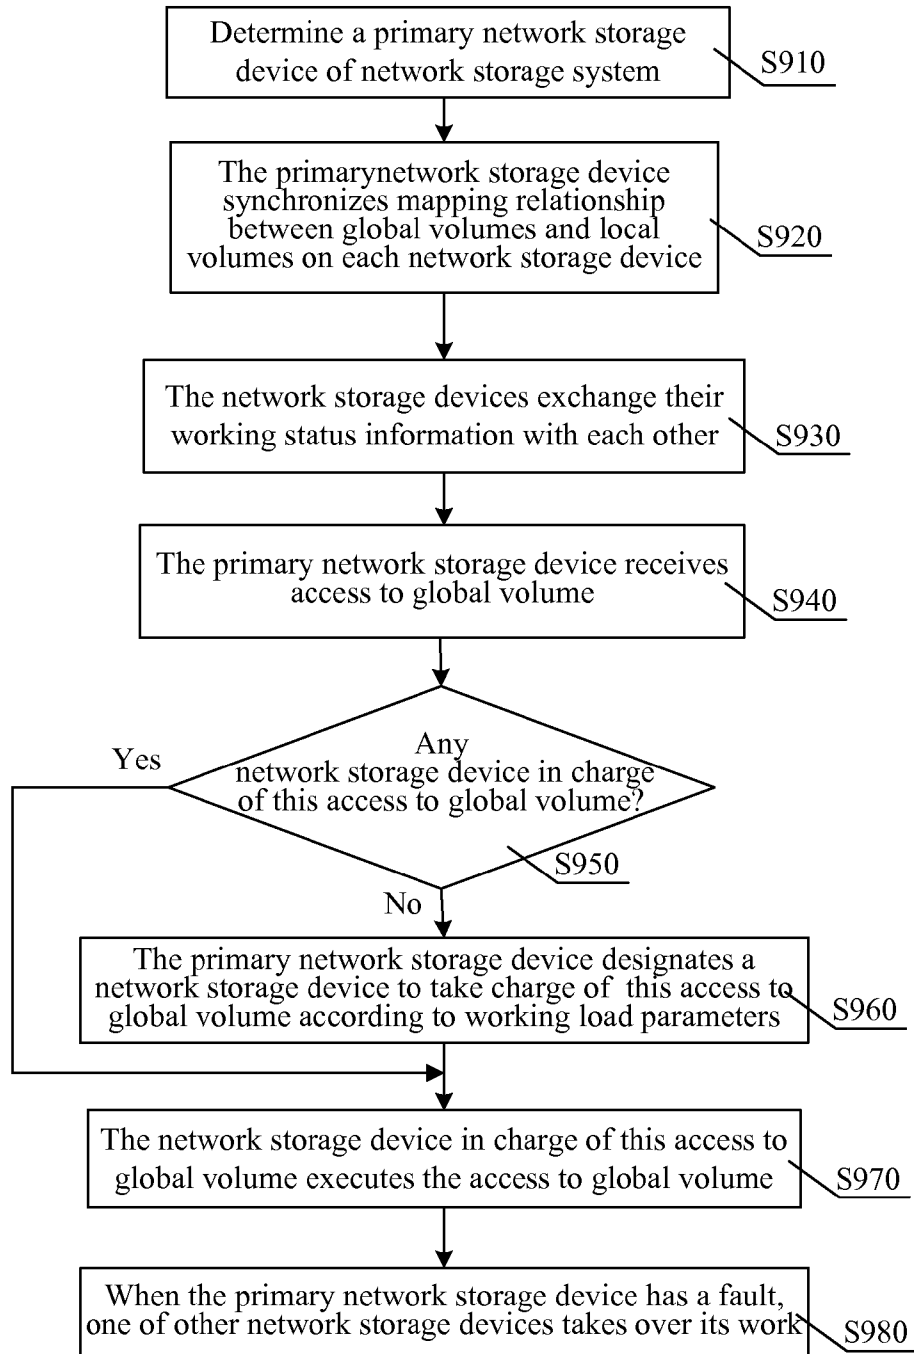 Determine a primary network storage
device of network storage system
S910
The primarynetwork storage device
synchronizes mapping relationship
between global volumes and local
volumes on each network storage device
S920
The network storage devices exchange their
working status information with each other
S930
The primary network storage device receives
access to global volume
S940
Any
network storage device in charge
of this access to global volume?
Yes
S950
No
The primary network storage device designates a
network storage device to take charge of this access to
global volume according to working load parameters
S960
The network storage device in charge of this access to
global volume executes the access to global volume
S970
When the primary network storage device has a fault,
one of other network storage devices takes over its work
S980